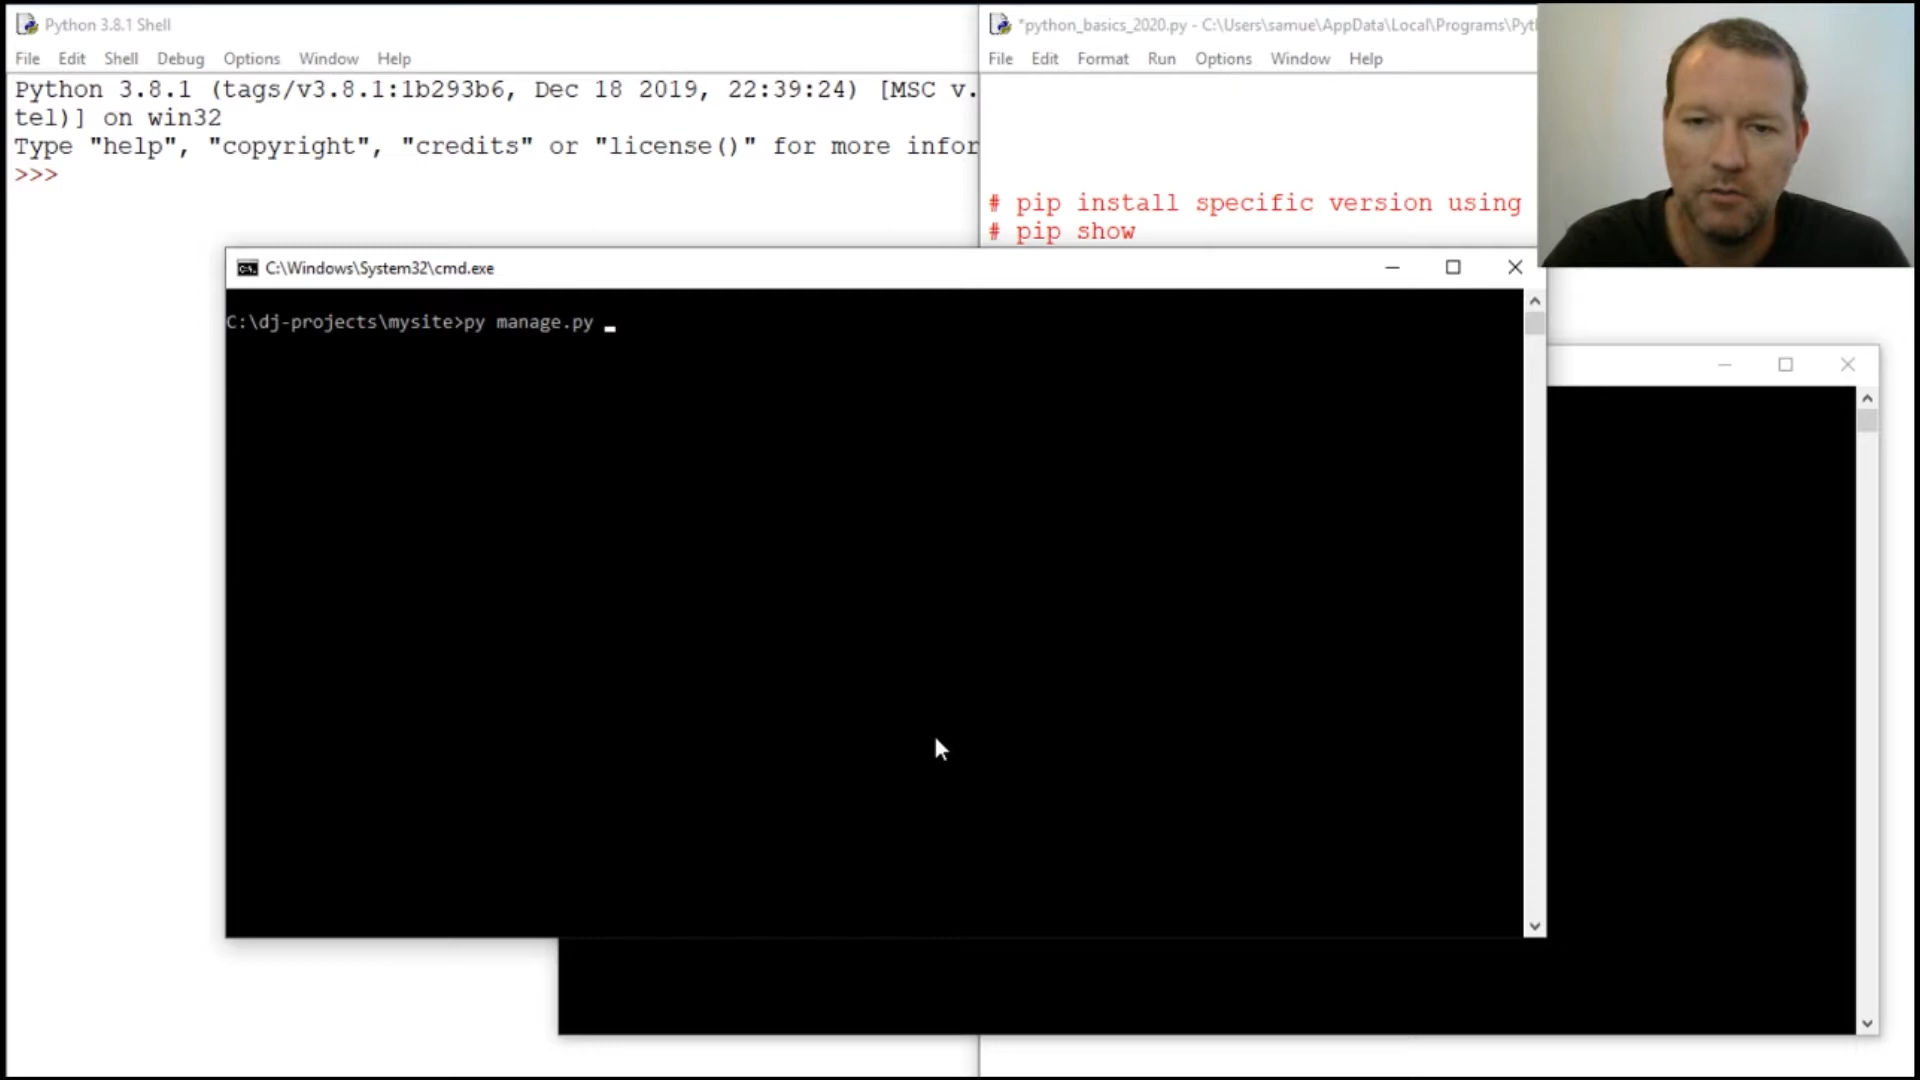 Python 3.8.1 Shell
File Edit Shell Debug Options Window Help
Python 3.8.1 (tags/v3.8.1:1b293b6, Dec 18 2019, 22:39:24) [MSC v.
tel)] on win32
Type "help", "copyright", "credits" or "license()" for more infor
>>>
*python_basics_2020.py - C:\Users\samue\AppData\Local\Programs\Pyt
File Edit Format Run Options Window Help
# pip install specific version using
# pip show
C:\Windows\System32\cmd.exe
C:\dj-projects\mysite>py manage.py